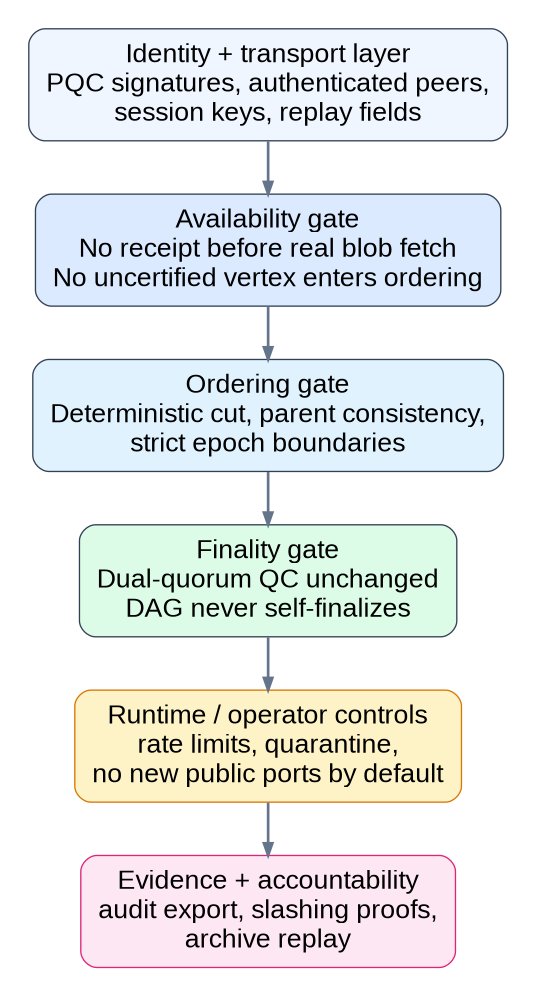 Identity + transport layer
PQC signatures, authenticated peers,
session keys, replay fields
Availability gate
No receipt before real blob fetch
No uncertified vertex enters ordering
Ordering gate
Deterministic cut, parent consistency,
strict epoch boundaries
Finality gate
Dual-quorum QC unchanged
DAG never self-finalizes
Runtime / operator controls
rate limits, quarantine,
no new public ports by default
Evidence + accountability
audit export, slashing proofs,
archive replay